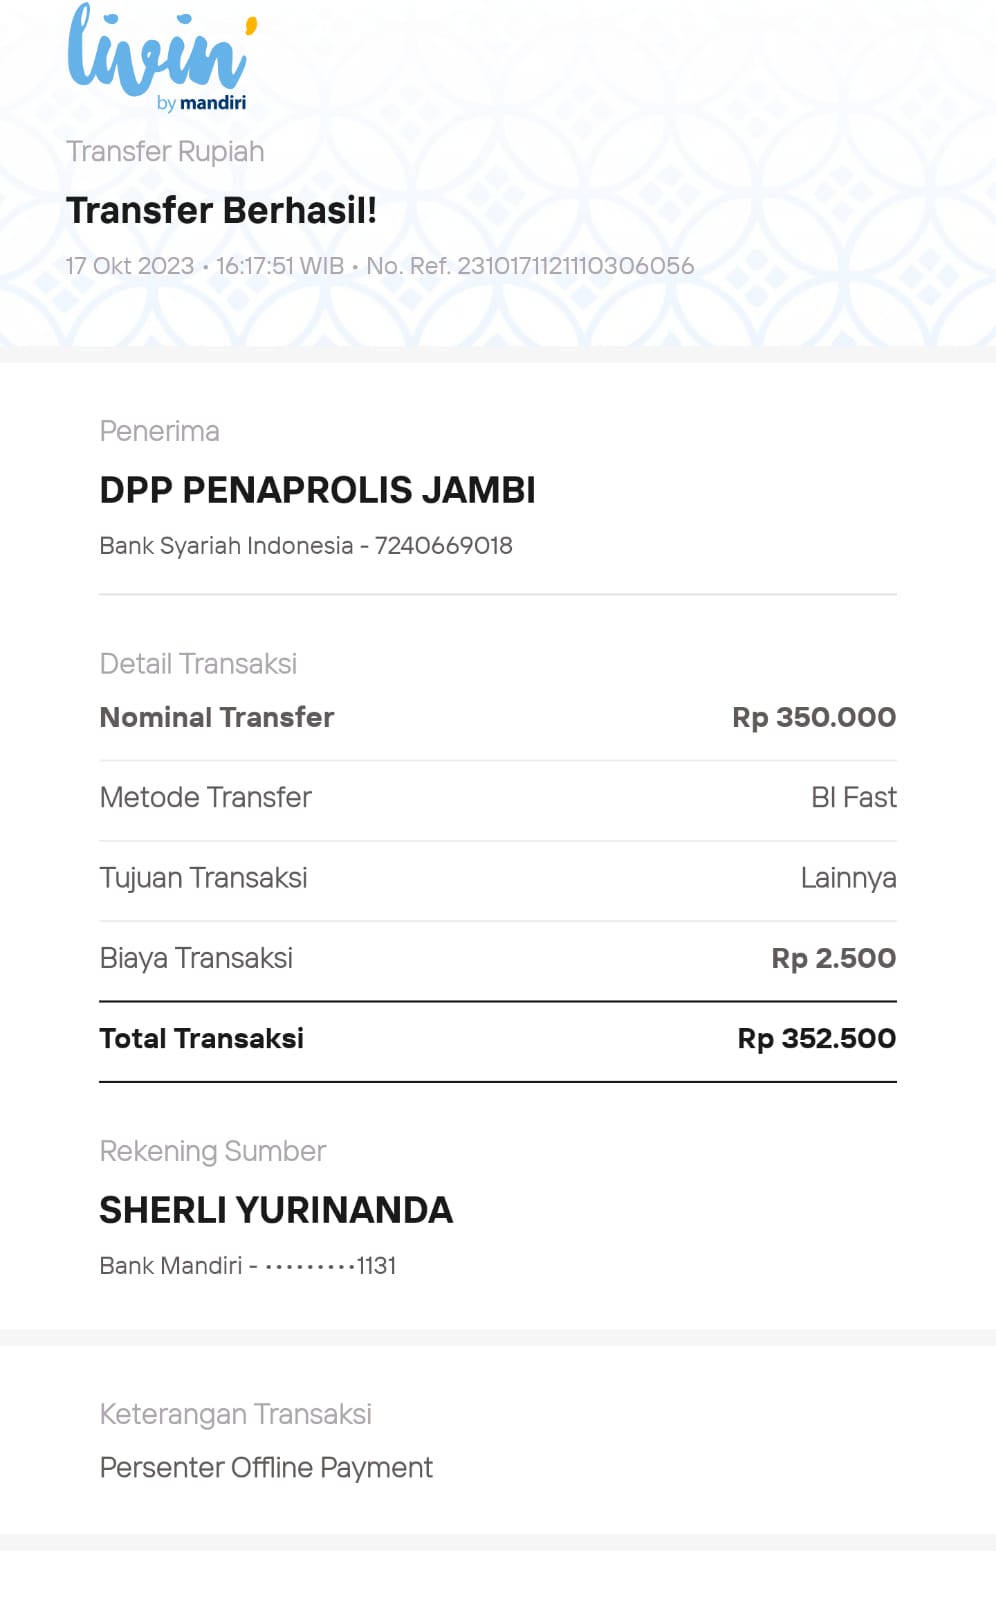 livin'
by mandiri
Transfer Rupiah
Transfer Berhasil!
17 Okt 2023 • 16:17:51 WIB • No. Ref. 2310171121110306056
Penerima
DPP PENAPROLIS JAMBI
Bank Syariah Indonesia - 7240669018
Detail Transaksi
Nominal Transfer Rp 350.000
Metode Transfer BI Fast
Tujuan Transaksi Lainnya
Biaya Transaksi Rp 2.500
Total Transaksi Rp 352.500
Rekening Sumber
SHERLI YURINANDA
Bank Mandiri - •••••••••1131
Keterangan Transaksi
Persenter Offline Payment